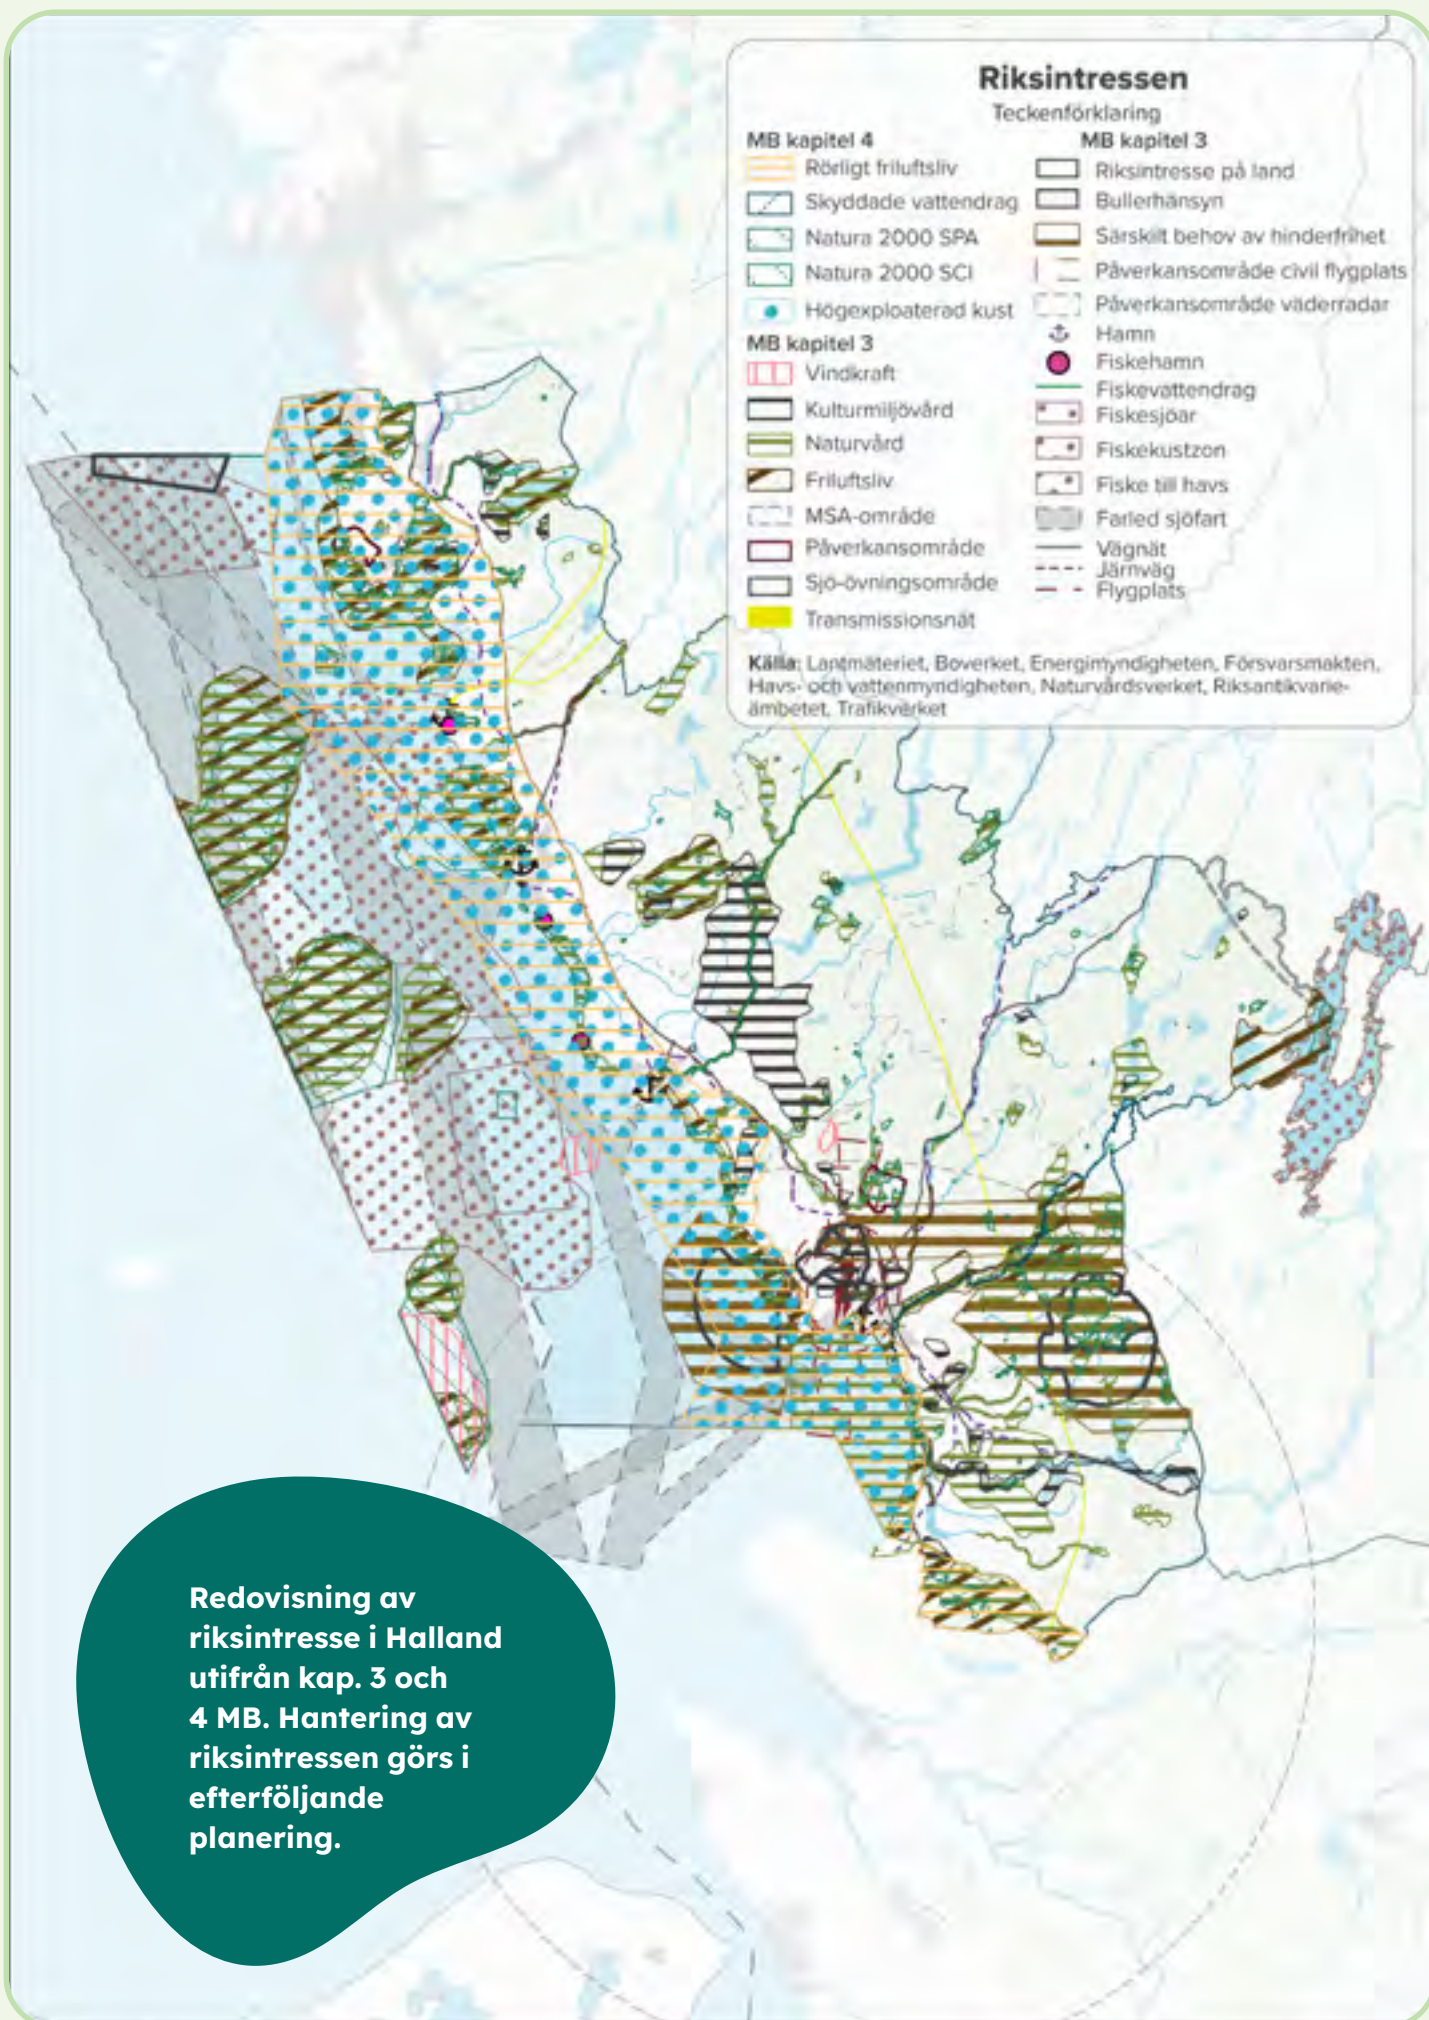 Riksintressen
Teckenförklaring
MB kapitel 4
Rörligt friluftsliv
Skyddade vattendrag
Natura 2000 SPA
Natura 2000 SCI
Högexploaterad kust
MB kapitel 3
Vindkraft
Kulturmiljövård
Naturvård
Friluftsliv
MSA-område
Påverkansområde
Sjö-övningsområde
Transmissionsnät
MB kapitel 3
Riksintresse på land
Bullerhänsyn
Särskilt behov av hinderfrihet
Påverkansområde civil flygplats
Påverkansområde väderradar
Hamn
Fiskehamn
Fiskevattendrag
Fiskesjöar
Fiskekustzon
Fiske till havs
Farled sjöfart
Vägnät
Järnväg
Flygplats
Källa: Lantmäteriet, Boverket, Energimyndigheten, Försvarsmakten,
Havs- och vattenmyndigheten, Naturvårdsverket, Riksantikvarie-
ämbetet, Trafikverket
Redovisning av
riksintresse i Halland
utifrån kap. 3 och
4 MB. Hantering av
riksintressen görs i
efterföljande
planering.